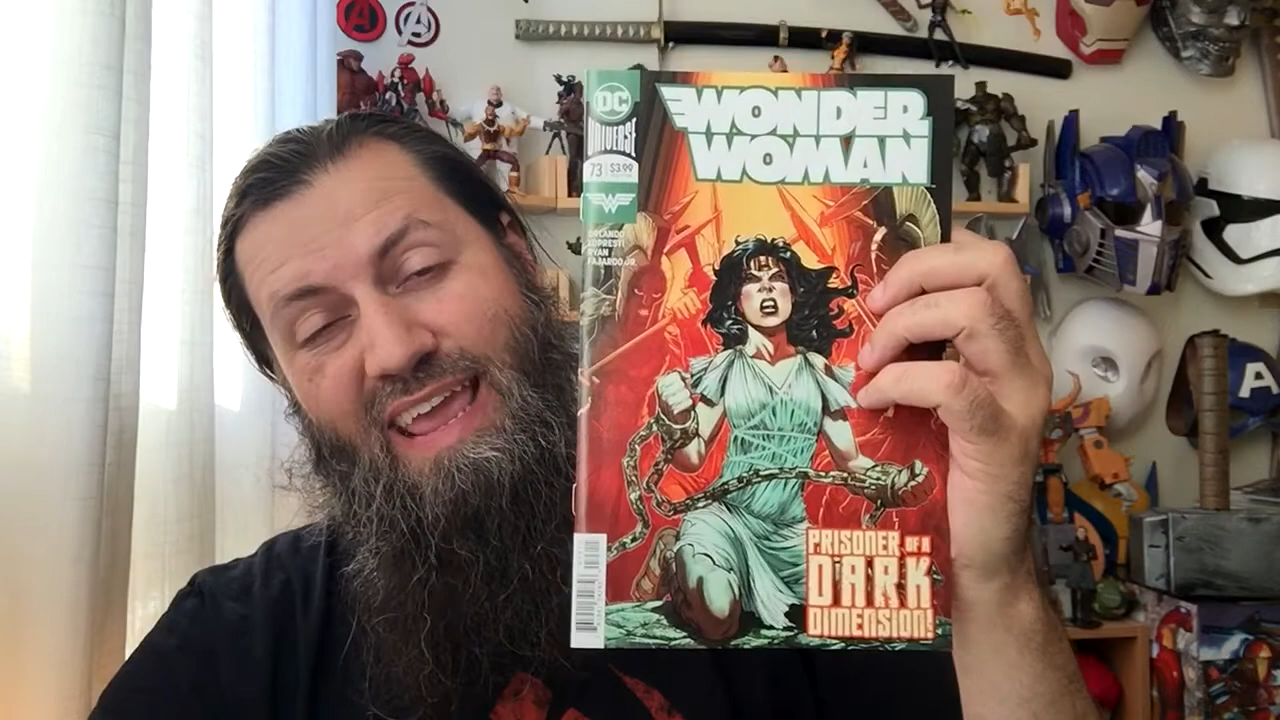 DC
UNIVERSE
73 $3.99
W
WONDER
WOMAN
ORLANDO
LOPRESTI
RYAN
FAJARDO JR.
PRISONER OF A
DARK
DIMENSION!
A